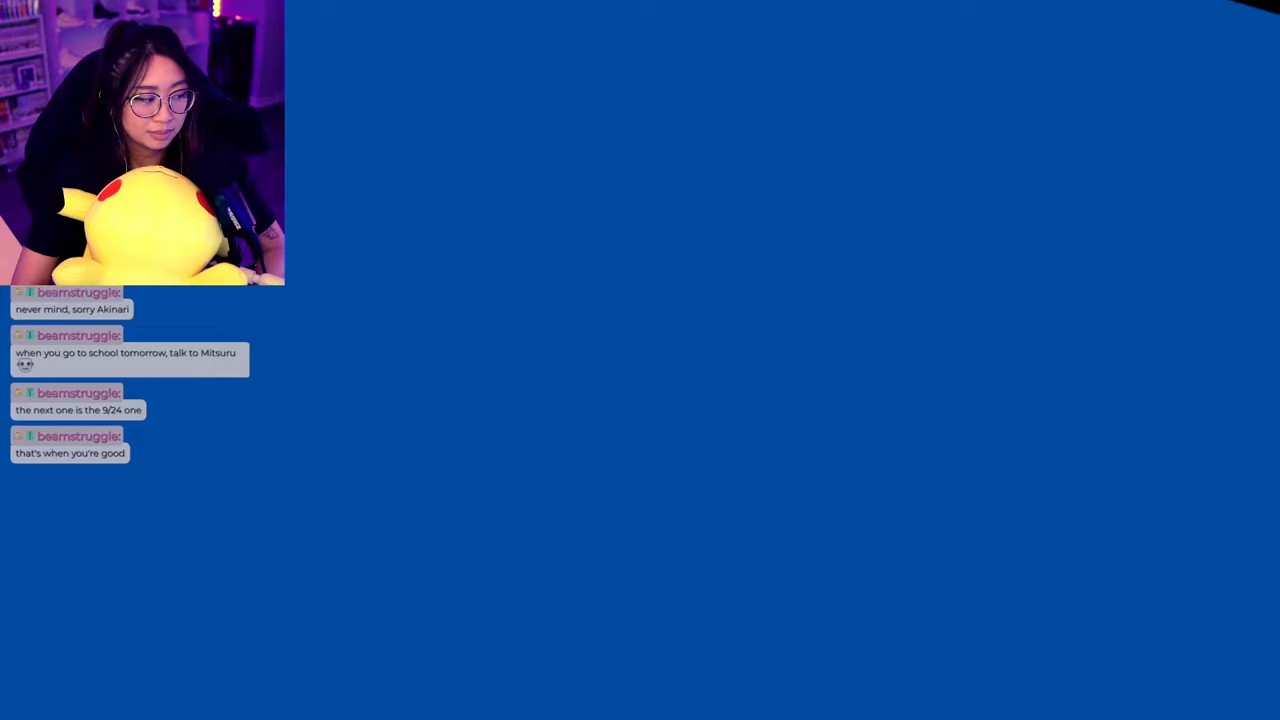 beamstruggle:
never mind, sorry Akinari
beamstruggle:
when you go to school tomorrow, talk to Mitsuru
beamstruggle:
the next one is the 9/24 one
beamstruggle:
that's when you're good